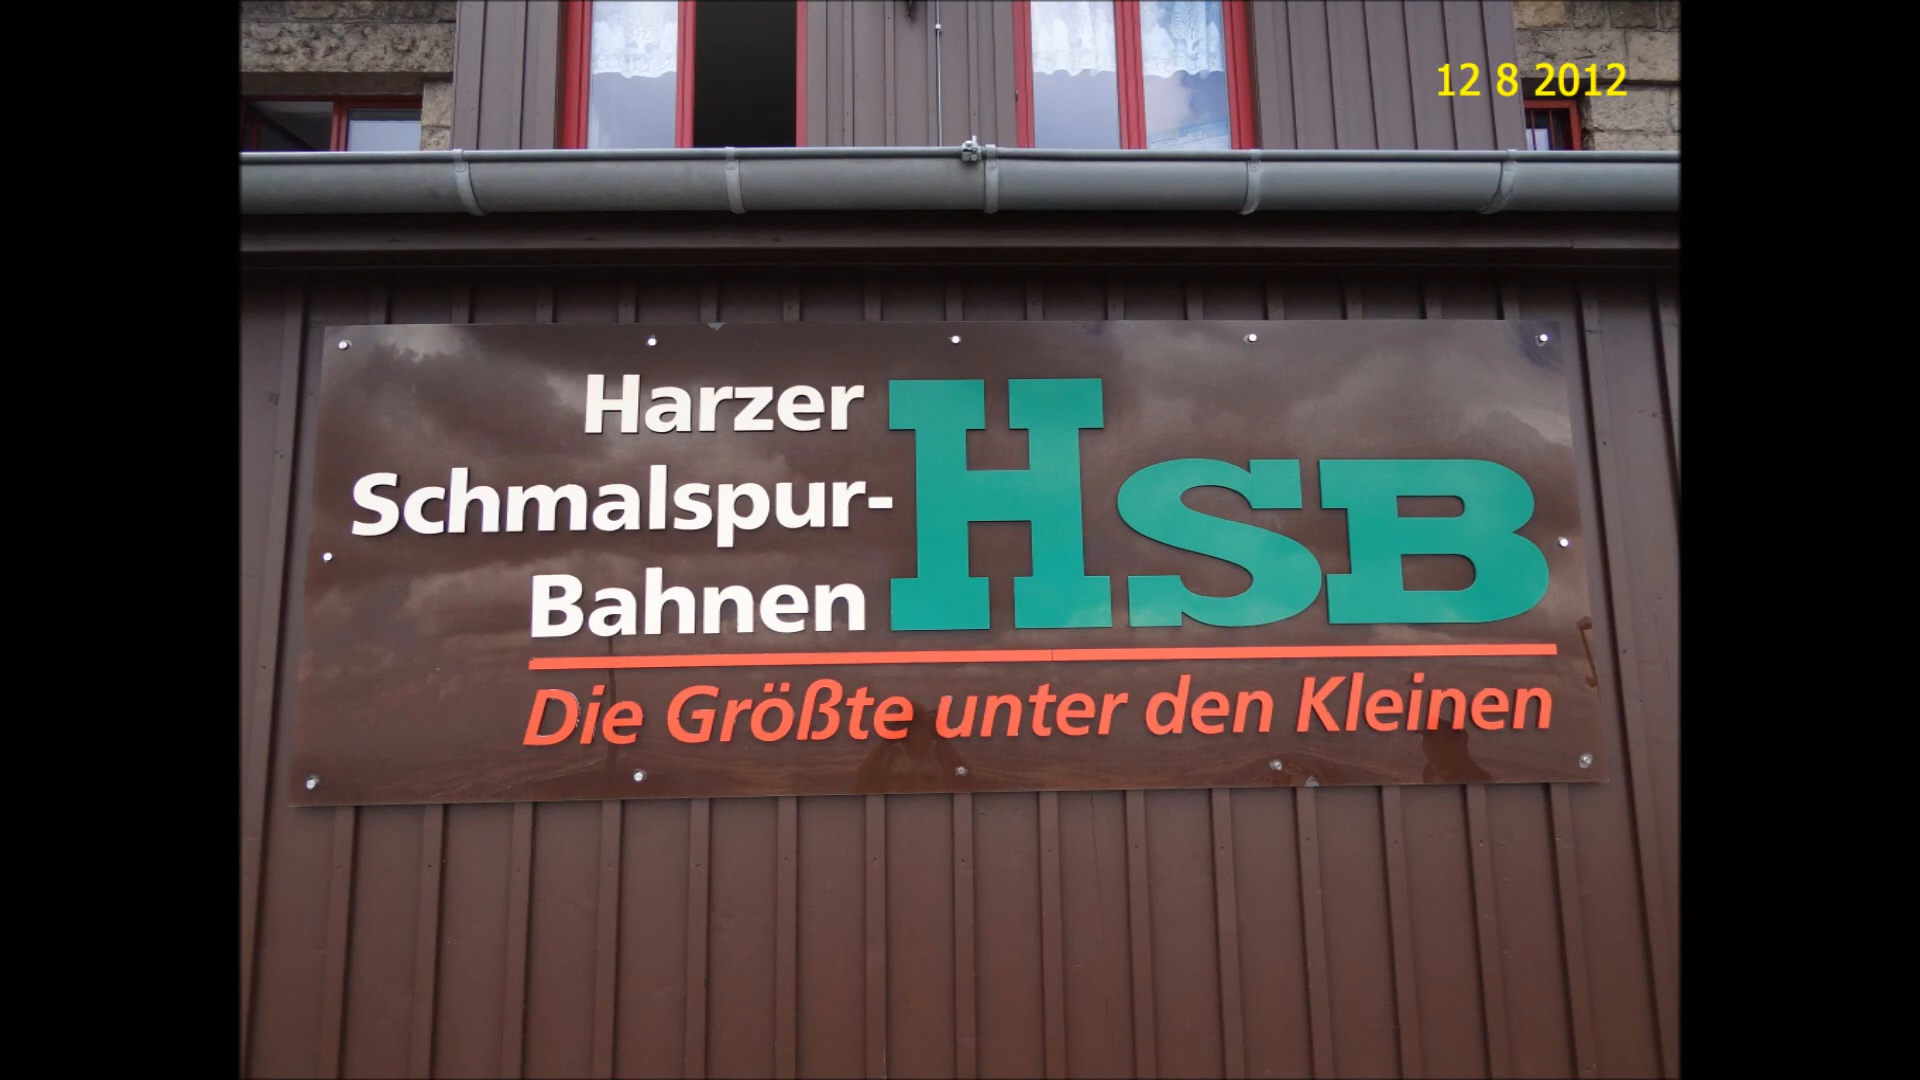 12 8 2012
Harzer
Schmalspur-
Bahnen
HSB
Die Größte unter den Kleinen